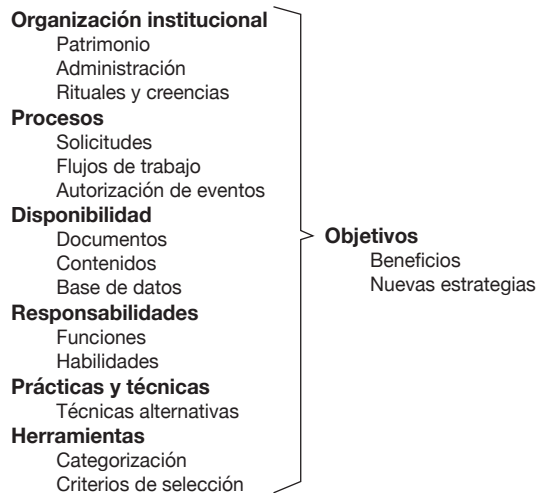 Organización institucional
Patrimonio
Administración
Rituales y creencias
Procesos
Solicitudes
Flujos de trabajo
Autorización de eventos
Disponibilidad
Documentos
Contenidos
Base de datos
Responsabilidades
Funciones
Habilidades
Prácticas y técnicas
Técnicas alternativas
Herramientas
Categorización
Criterios de selección
Objetivos
Beneficios
Nuevas estrategias